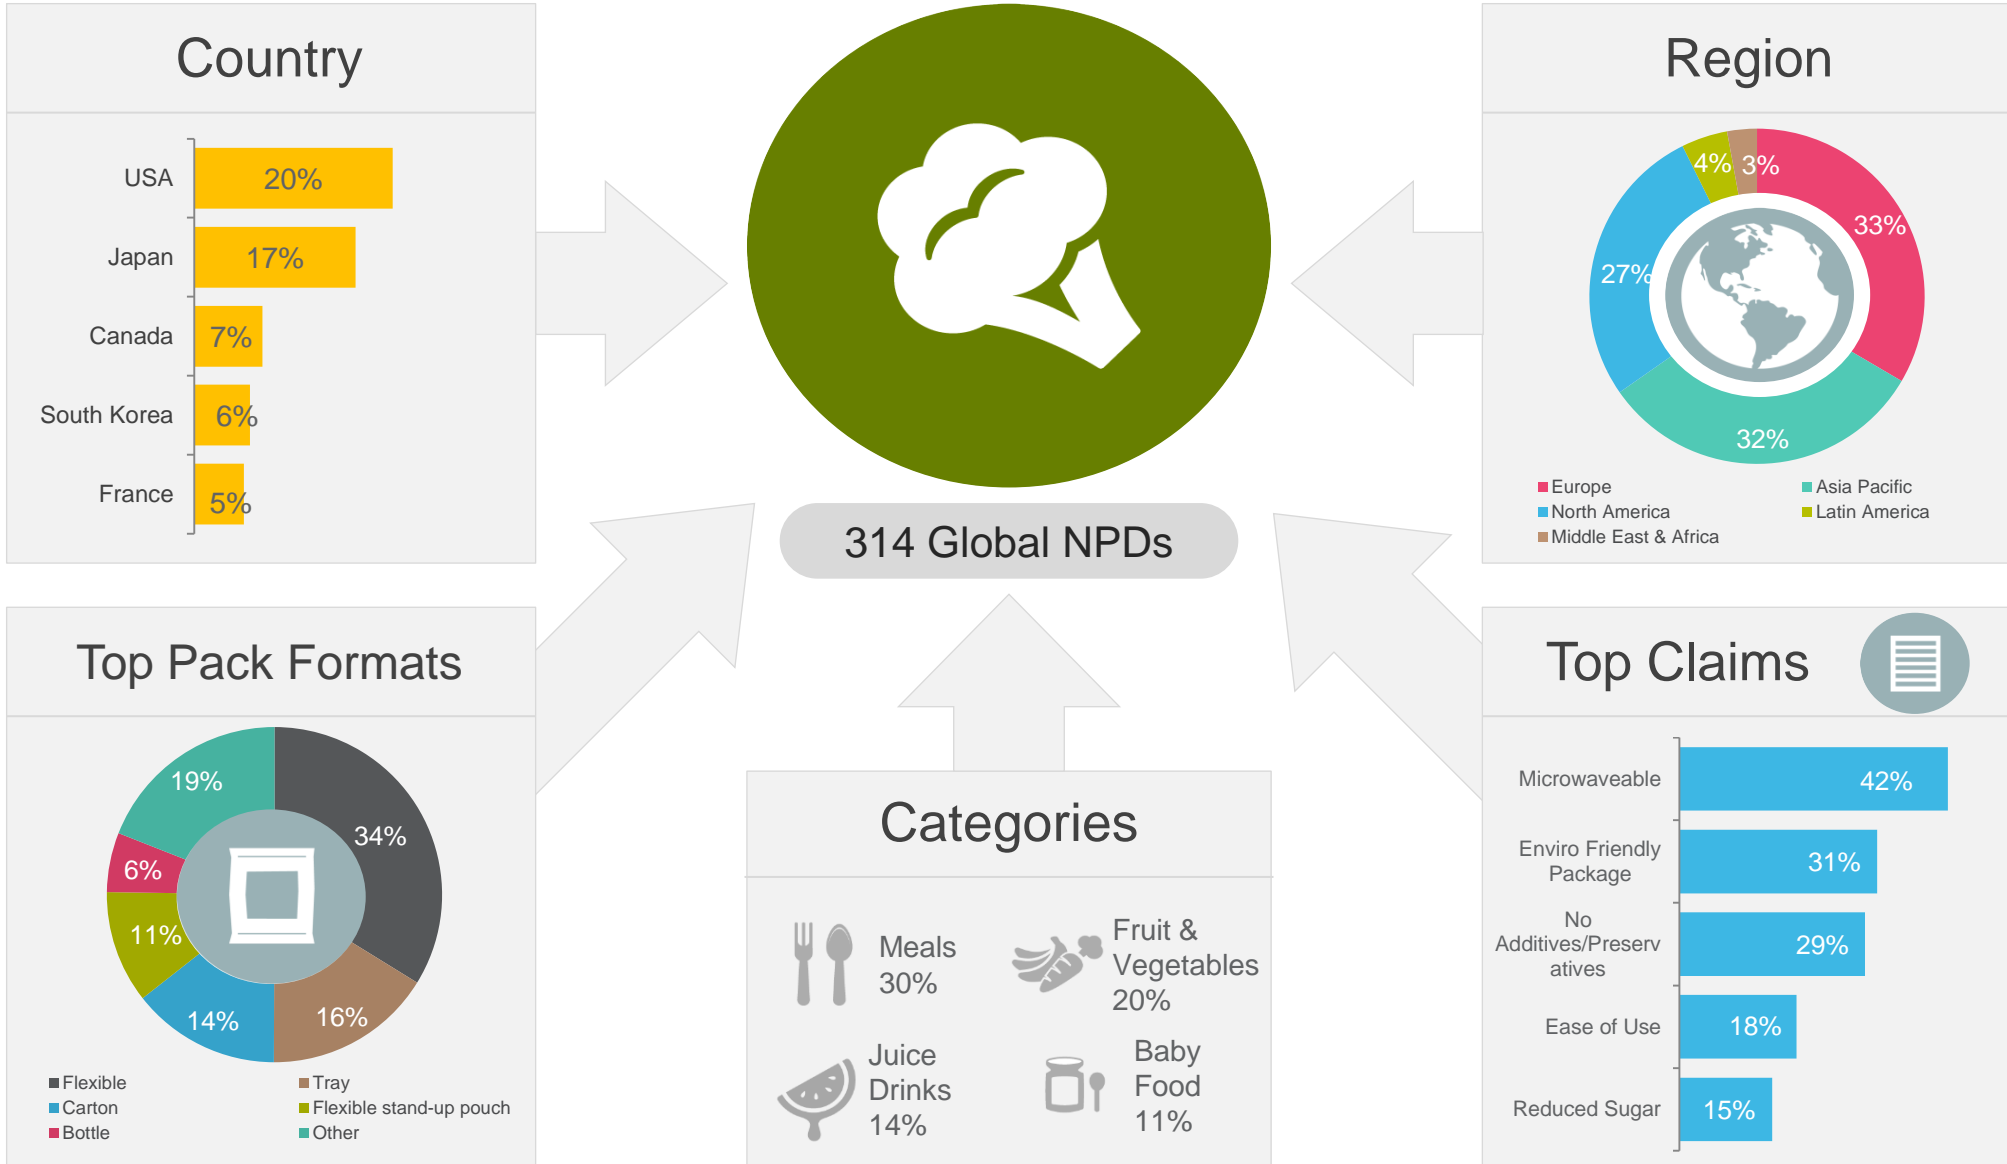 Country
USA
20%
Japan
17%
Canada
7%
South Korea
6%
France
5%
314 Global NPDs
Region
4%
3%
33%
27%
32%
Europe
Asia Pacific
North America
Latin America
Middle East & Africa
Top Pack Formats
19%
34%
6%
11%
14%
16%
Flexible
Tray
Carton
Flexible stand-up pouch
Bottle
Other
Categories
Meals
30%
Fruit &
Vegetables
20%
Juice
Drinks
14%
Baby
Food
11%
Top Claims
Microwaveable
42%
Enviro Friendly
Package
31%
No
Additives/Preserv
atives
29%
Ease of Use
18%
Reduced Sugar
15%